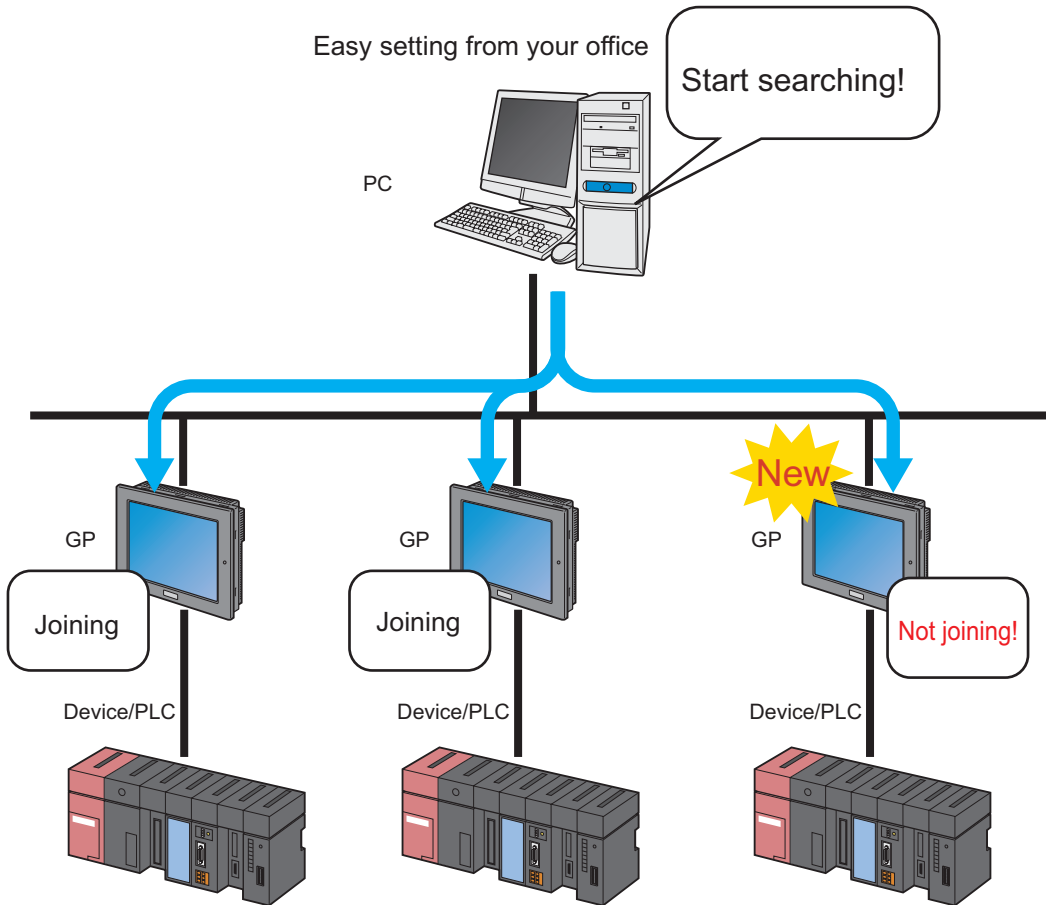 Easy setting from your office
Start searching!
PC
New
GP
GP
GP
Joining
Joining
Not joining!
Device/PLC
Device/PLC
Device/PLC